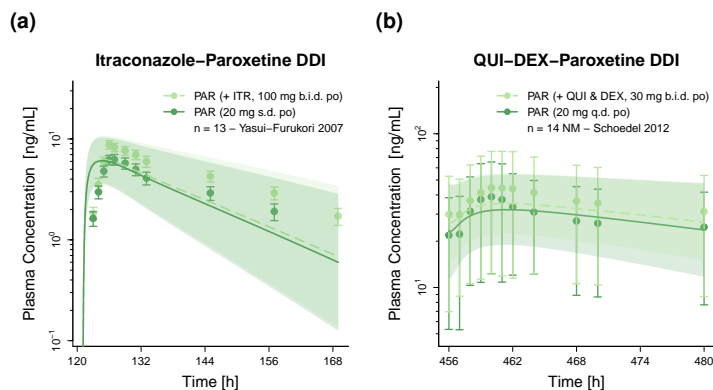 (a)
Itraconazole–Paroxetine DDI
PAR (+ ITR, 100 mg b.i.d. po)
PAR (20 mg s.d. po)
n = 13 – Yasui-Furukori 2007
Plasma Concentration [ng/mL]
10¹
10⁰
10⁻¹
120 132 144 156 168
Time [h]
(b)
QUI–DEX–Paroxetine DDI
PAR (+ QUI & DEX, 30 mg b.i.d. po)
PAR (20 mg q.d. po)
n = 14 NM – Schoedel 2012
Plasma Concentration [ng/mL]
10²
10¹
456 462 468 474 480
Time [h]